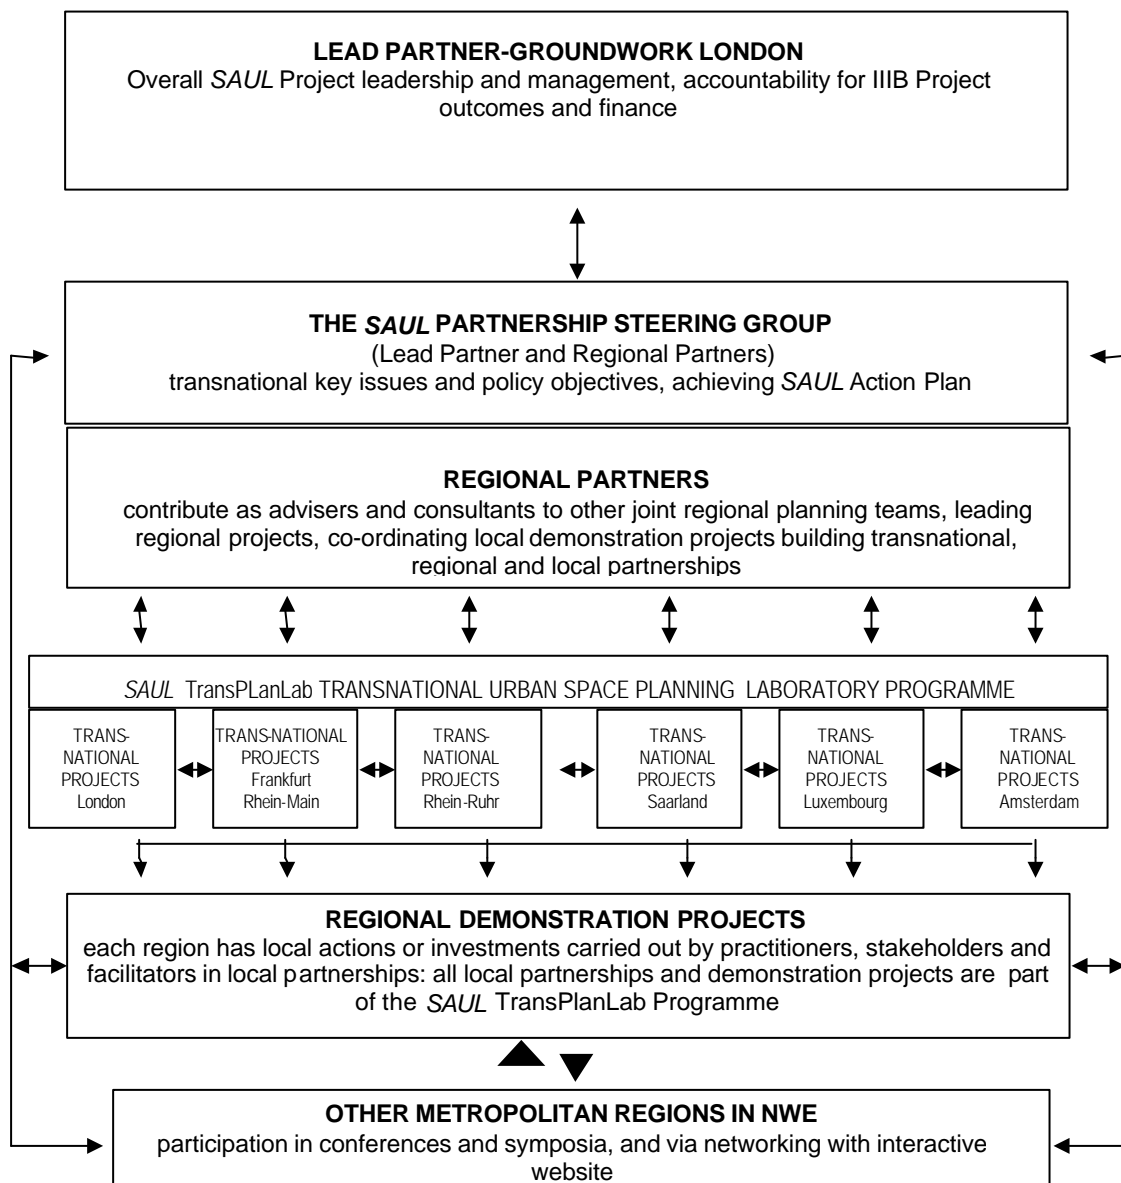 LEAD PARTNER-GROUNDWORK LONDON
Overall SAUL Project leadership and management, accountability for IIIB Project
outcomes and finance
THE SAUL PARTNERSHIP STEERING GROUP
(Lead Partner and Regional Partners)
transnational key issues and policy objectives, achieving SAUL Action Plan
REGIONAL PARTNERS
contribute as advisers and consultants to other joint regional planning teams, leading
regional projects, co-ordinating local demonstration projects building transnational,
regional and local partnerships
SAUL TransPLanLab TRANSNATIONAL URBAN SPACE PLANNING LABORATORY PROGRAMME
TRANS-
NATIONAL
PROJECTS
London
TRANS-NATIONAL
PROJECTS
Frankfurt
Rhein-Main
TRANS-
NATIONAL
PROJECTS
Rhein-Ruhr
TRANS-
NATIONAL
PROJECTS
Saarland
TRANS-
NATIONAL
PROJECTS
Luxembourg
TRANS-
NATIONAL
PROJECTS
Amsterdam
REGIONAL DEMONSTRATION PROJECTS
each region has local actions or investments carried out by practitioners, stakeholders and
facilitators in local partnerships: all local partnerships and demonstration projects are part
of the SAUL TransPlanLab Programme
OTHER METROPOLITAN REGIONS IN NWE
participation in conferences and symposia, and via networking with interactive
website